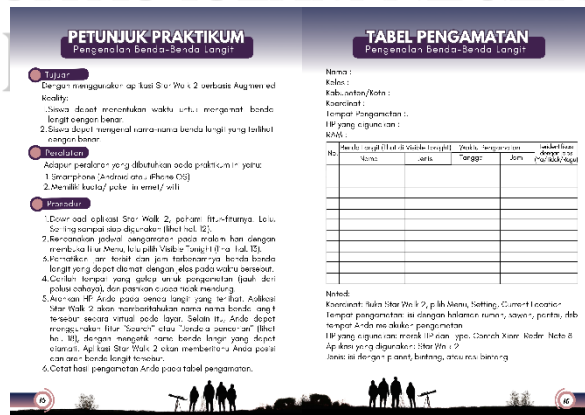 PETUNJUK PRAKTIKUM
Pengenalan Benda-Benda Langit
Tujuan
Dengan menggunakan aplikasi Star Walk 2 berbasis Augmented
Reality:
1. Siswa dapat menentukan waktu untuk mengamati benda
langit dengan benar.
2. Siswa dapat mengenal nama-nama benda langit yang terlihat
dengan benar
Peralatan
Adapun peralatan yang dibutuhkan pada praktikum ini yaitu:
1. Smartphone (Android atau iPhone OS)
2. Memiliki kuota/ paket internet/ wifi
Prosedur
1. Download aplikasi Star Walk 2, pahami fitur-fiturnya. Lalu,
Setting sampai siap digunakan (lihat hal. 12).
2. Rencanakan jadwal pengamatan pada malam hari dengan
membuka fitur Menu, lalu pilih Visible Tonight (lihat hal. 13).
3. Perhatikan jam terbit dan jam terbenamnya benda-benda
langit yang dapat diamati dengan jelas pada waktu tersebut.
4. Carilah tempat yang gelap untuk pengamatan (jauh dari
polusi cahaya), dan pastikan cuaca tidak mendung.
5. Arahkan HP Anda pada benda langit yang terlihat. Aplikasi
Star Walk 2 akan memberitahukan nama-nama benda langit
tersebut secara virtual pada layar. Selain itu, Anda dapat
menggunakan fitur "Search" atau "Jendela pencarian" (lihat
hal. 18), dengan mengetik nama benda langit yang dapat
diamati. Aplikasi Star Walk 2 akan memberitahu Anda posisi
dan arah benda langit tersebut.
6. Catat hasil pengamatan Anda pada tabel pengamatan.
TABEL PENGAMATAN
Pengenalan Benda-Benda Langit
Nama :
Kelas :
Kabupaten/Kota :
Koordinat :
Tempat Pengamatan :
HP yang digunakan :
RAM :
No. Benda Langit (lihat di Visible Tonight) Waktu Pengamatan
Nama Jenis Tanggal Jam
Noted:
Koordinat: Buka Star Walk 2, pilih Menu, Setting, Current Location
Tempat pengamatan: isi dengan halaman rumah, sawah, pantai, dsb
tempat Anda melakukan pengamatan
HP yang digunakan: merek HP dan Type. Contoh Xiomi Redmi Note 8
Aplikasi yang digunakan: Star Walk 2
Jenis: isi dengan planet, bintang, atau rasi bintang